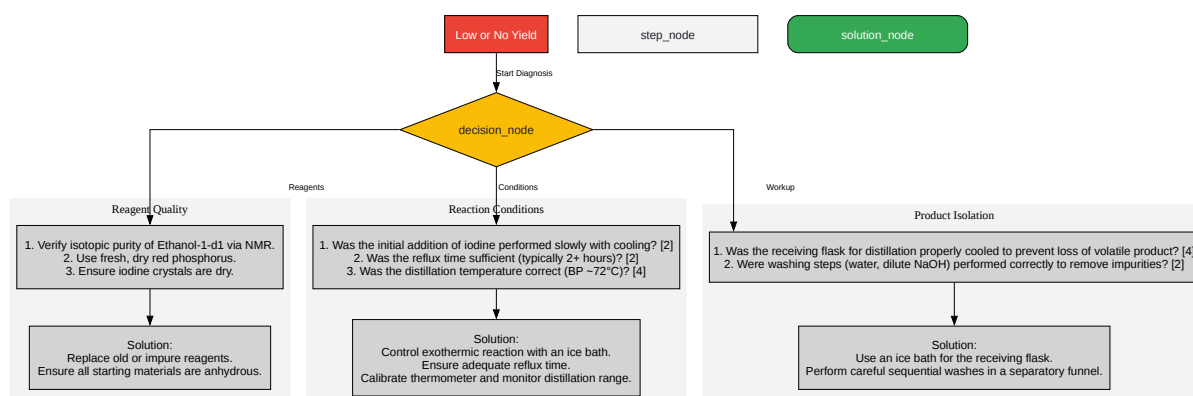 Low or No Yield
step_node
solution_node
Start Diagnosis
decision_node
Reagents
Conditions
Workup
Reagent Quality
1. Verify isotopic purity of Ethanol-1-d1 via NMR.
2. Use fresh, dry red phosphorus.
3. Ensure iodine crystals are dry.
Solution:
Replace old or impure reagents.
Ensure all starting materials are anhydrous.
Reaction Conditions
1. Was the initial addition of iodine performed slowly with cooling? [2]
2. Was the reflux time sufficient (typically 2+ hours)? [2]
3. Was the distillation temperature correct (BP ~72°C)? [4]
Solution:
Control exothermic reaction with an ice bath.
Ensure adequate reflux time.
Calibrate thermometer and monitor distillation range.
Product Isolation
1. Was the receiving flask for distillation properly cooled to prevent loss of volatile product? [4]
2. Were washing steps (water, dilute NaOH) performed correctly to remove impurities? [2]
Solution:
Use an ice bath for the receiving flask.
Perform careful sequential washes in a separatory funnel.